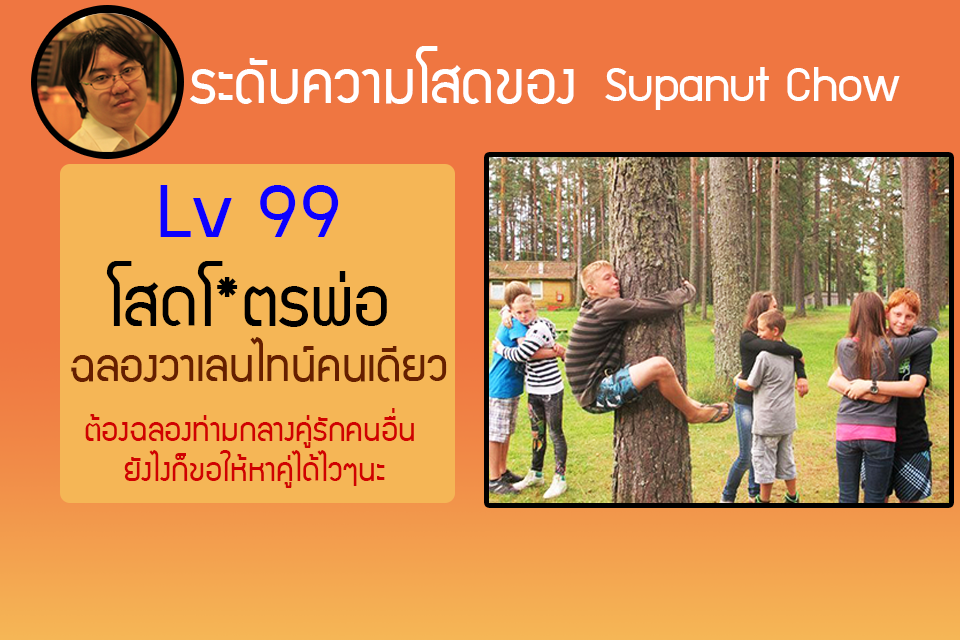 ระดับความโสดของ Supanut Chow
Lv 99
โสดโ*ตรพ่อ
ฉลองวาเลนไทน์คนเดียว
ต้องฉลองท่ามกลางคู่รักคนอื่น
ยังไงก็ขอให้หาคู่ได้ไวๆนะ